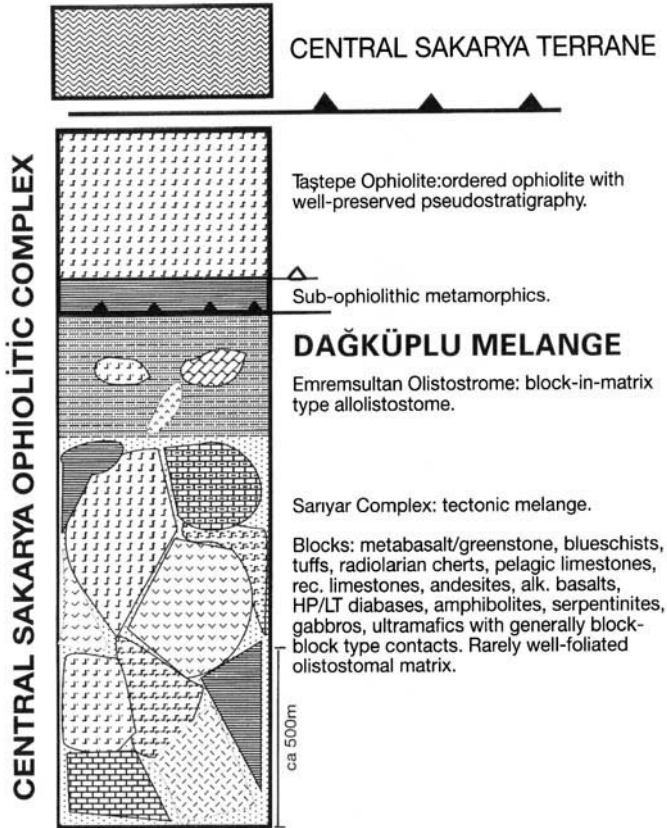 CENTRAL SAKARYA TERRANE
CENTRAL SAKARYA OPHIOLİTİC COMPLEX
Taştepe Ophiolite:ordered ophiolite with
well-preserved pseudostratigraphy.
Sub-ophiolithic metamorphics.
DAĞKÜPLU MELANGE
Emremsultan Olistostrome: block-in-matrix
type allolistostome.
Sarıyar Complex: tectonic melange.
Blocks: metabasalt/greenstone, blueschists,
tuffs, radiolarian cherts, pelagic limestones,
rec. limestones, andesites, alk. basalts,
HP/LT diabases, amphibolites, serpentinites,
gabbros, ultramafics with generally block-
block type contacts. Rarely well-foliated
olistostomal matrix.
ca 500m